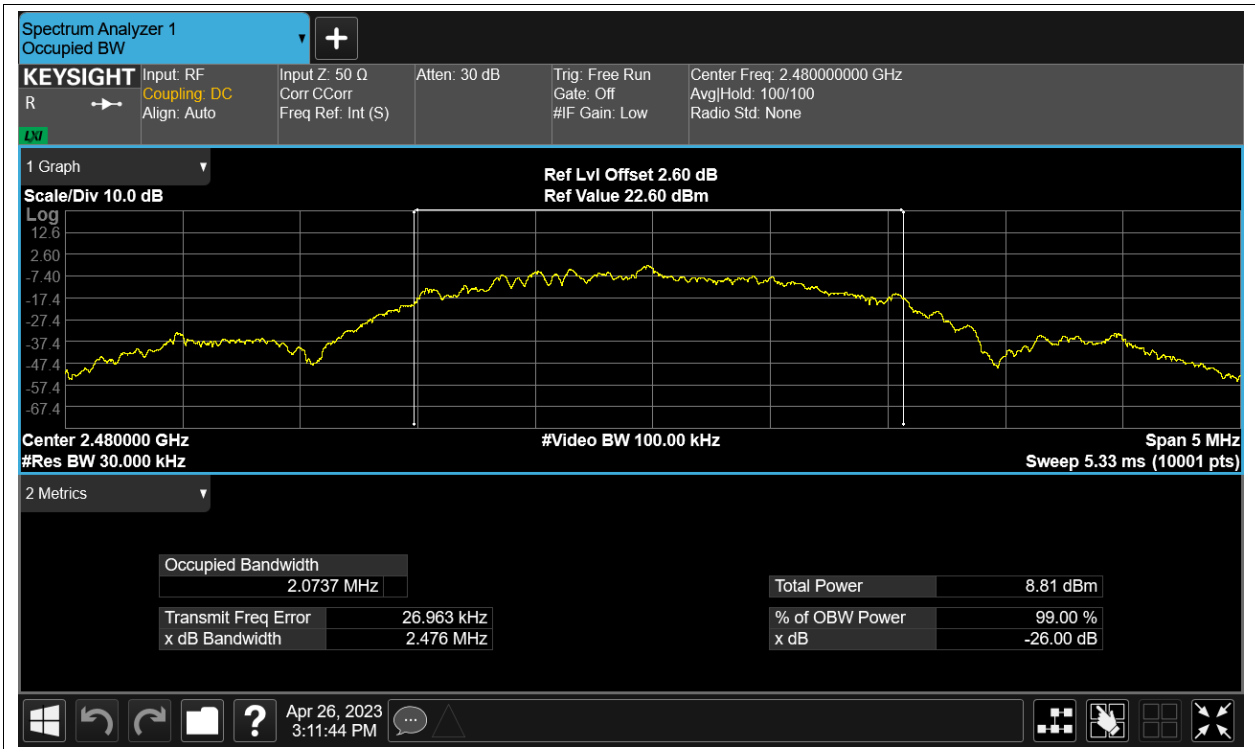 Spectrum Analyzer 1
Occupied BW
KEYSIGHT
R
LXI
Input: RF
Coupling: DC
Align: Auto
Input Z: 50 Ω
Corr CCorr
Freq Ref: Int (S)
Atten: 30 dB
Trig: Free Run
Gate: Off
#IF Gain: Low
Center Freq: 2.480000000 GHz
Avg|Hold: 100/100
Radio Std: None
1 Graph
Scale/Div 10.0 dB
Ref Lvl Offset 2.60 dB
Ref Value 22.60 dBm
Log
12.6
2.60
-7.40
-17.4
-27.4
-37.4
-47.4
-57.4
-67.4
Center 2.480000 GHz
#Video BW 100.00 kHz
Span 5 MHz
#Res BW 30.000 kHz
Sweep 5.33 ms (10001 pts)
2 Metrics
Occupied Bandwidth
2.0737 MHz
Transmit Freq Error 26.963 kHz
x dB Bandwidth 2.476 MHz
Total Power 8.81 dBm
% of OBW Power 99.00 %
x dB -26.00 dB
?
Apr 26, 2023
3:11:44 PM